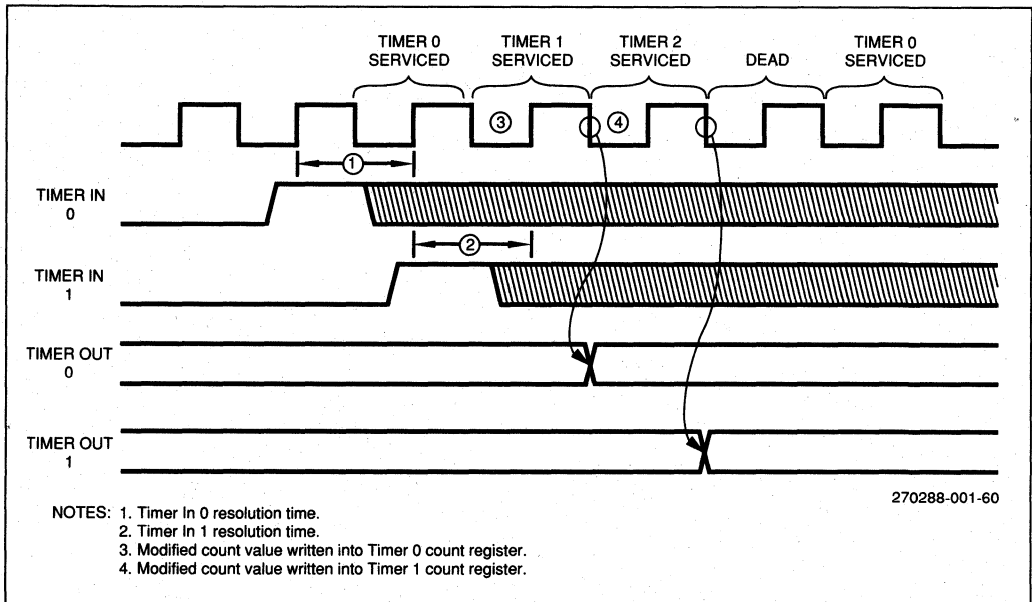 TIMER 0 SERVICED
TIMER 1 SERVICED
TIMER 2 SERVICED
DEAD
TIMER 0 SERVICED
3
4
1
TIMER IN 0
2
TIMER IN 1
TIMER OUT 0
TIMER OUT 1
270288-001-60
NOTES: 1. Timer In 0 resolution time.
2. Timer In 1 resolution time.
3. Modified count value written into Timer 0 count register.
4. Modified count value written into Timer 1 count register.